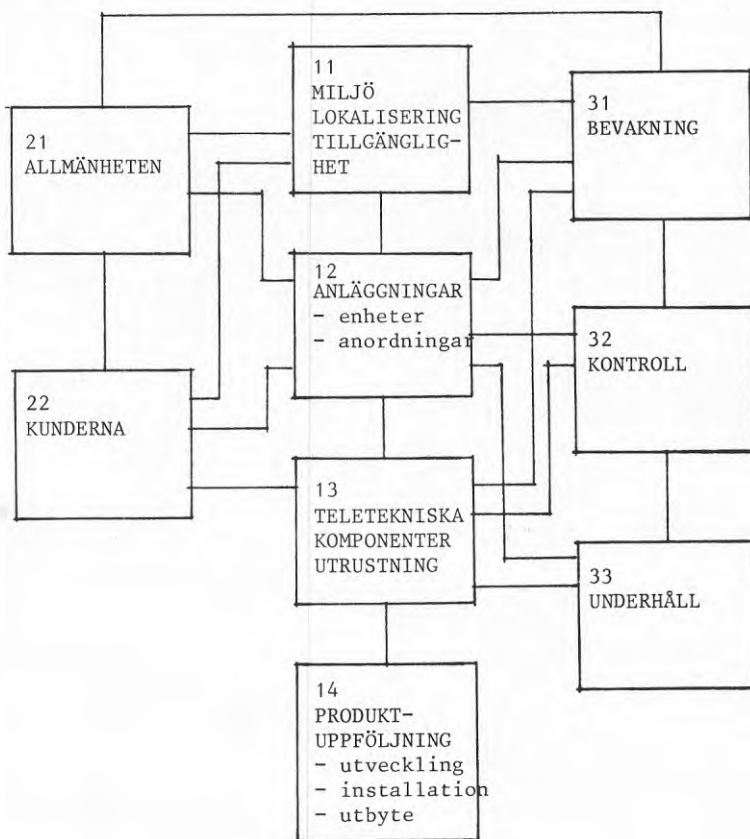 11
MILJÖ
LOKALISERING
TILLGÄNGLIG-
HET
21
ALLMÄNHETEN
31
BEVAKNING
12
ANLÄGGNINGAR
- enheter
- anordningar
22
KUNDERNA
32
KONTROLL
13
TELETEKNISKA
KOMPONENTER
UTRUSTNING
33
UNDERHÅLL
14
PRODUKT-
UPPFÖLJNING
- utveckling
- installation
- utbyte